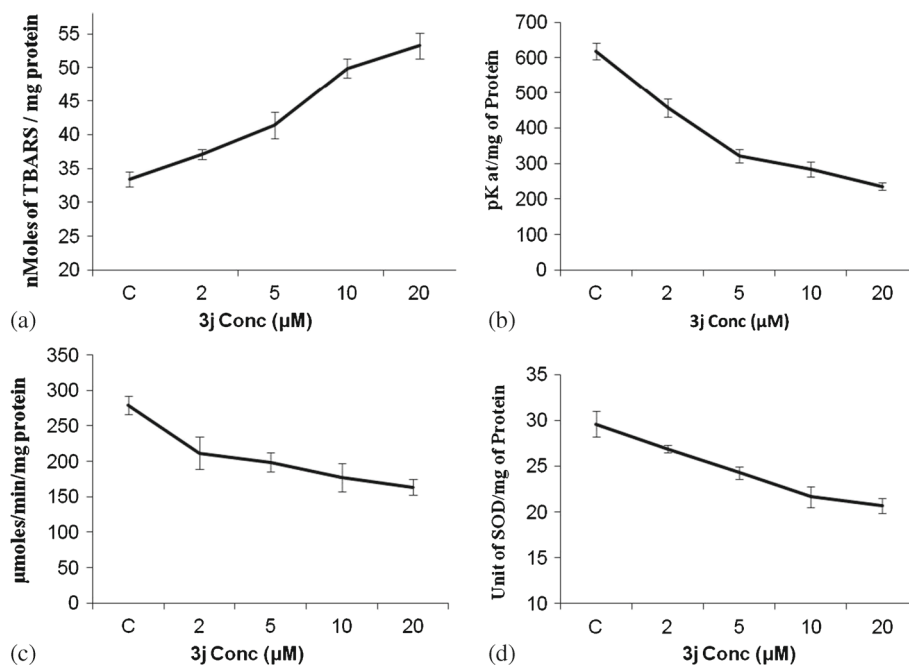 nMoles of TBARS / mg protein
55
50
45
40
35
30
25
20
C 2 5 10 20
3j Conc (µM)
(a)
pK at/mg of Protein
700
600
500
400
300
200
100
0
C 2 5 10 20
3j Conc (µM)
(b)
µmoles/min/mg protein
350
300
250
200
150
100
50
0
C 2 5 10 20
3j Conc (µM)
(c)
Unit of SOD/mg of Protein
35
30
25
20
15
10
C 2 5 10 20
3j Conc (µM)
(d)